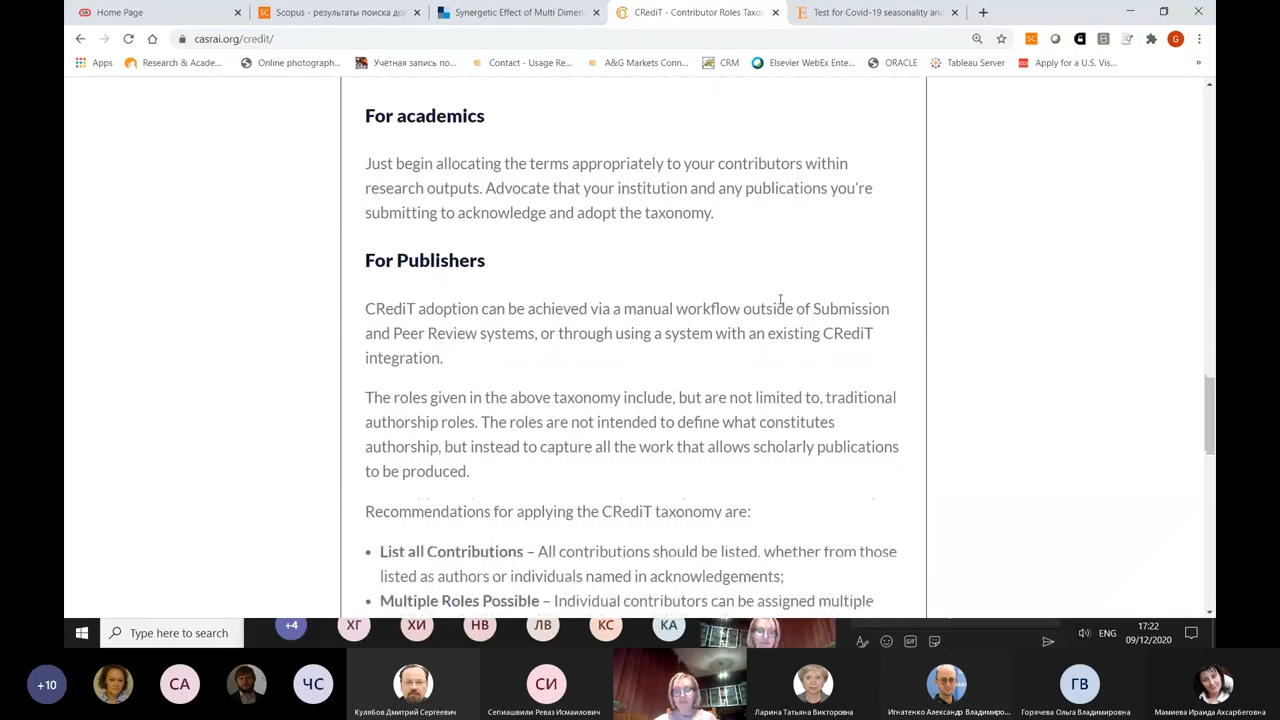 Home Page
Scopus - результаты поиска до
Synergetic Effect of Multi Dimen
CRediT - Contributor Roles Taxo
Test for Covid-19 seasonality and
casrai.org/credit/
G
Apps
Research & Acade...
Online photograph...
Учётная запись по...
Contact - Usage Re...
A&G Markets Conn...
CRM
Elsevier WebEx Ente...
ORACLE
Tableau Server
Apply for a U.S. Vis...
For academics
Just begin allocating the terms appropriately to your contributors within
research outputs. Advocate that your institution and any publications you're
submitting to acknowledge and adopt the taxonomy.
For Publishers
CRediT adoption can be achieved via a manual workflow outside of Submission
and Peer Review systems, or through using a system with an existing CRediT
integration.
The roles given in the above taxonomy include, but are not limited to, traditional
authorship roles. The roles are not intended to define what constitutes
authorship, but instead to capture all the work that allows scholarly publications
to be produced.
Recommendations for applying the CRediT taxonomy are:
• List all Contributions – All contributions should be listed, whether from those
listed as authors or individuals named in acknowledgements;
• Multiple Roles Possible – Individual contributors can be assigned multiple
Type here to search
+4
ХГ
ХИ
НВ
ЛВ
КС
КА
GIF
ENG
17:22
09/12/2020
+10
СА
ЧС
Кулябов Дмитрий Сергеевич
СИ
Сепиашвили Реваз Исмаилович
Ларина Татьяна Викторовна
Игнатенко Александр Владимиро...
ГВ
Горячева Ольга Владимировна
Мамиева Ираида Ахсарбеговна